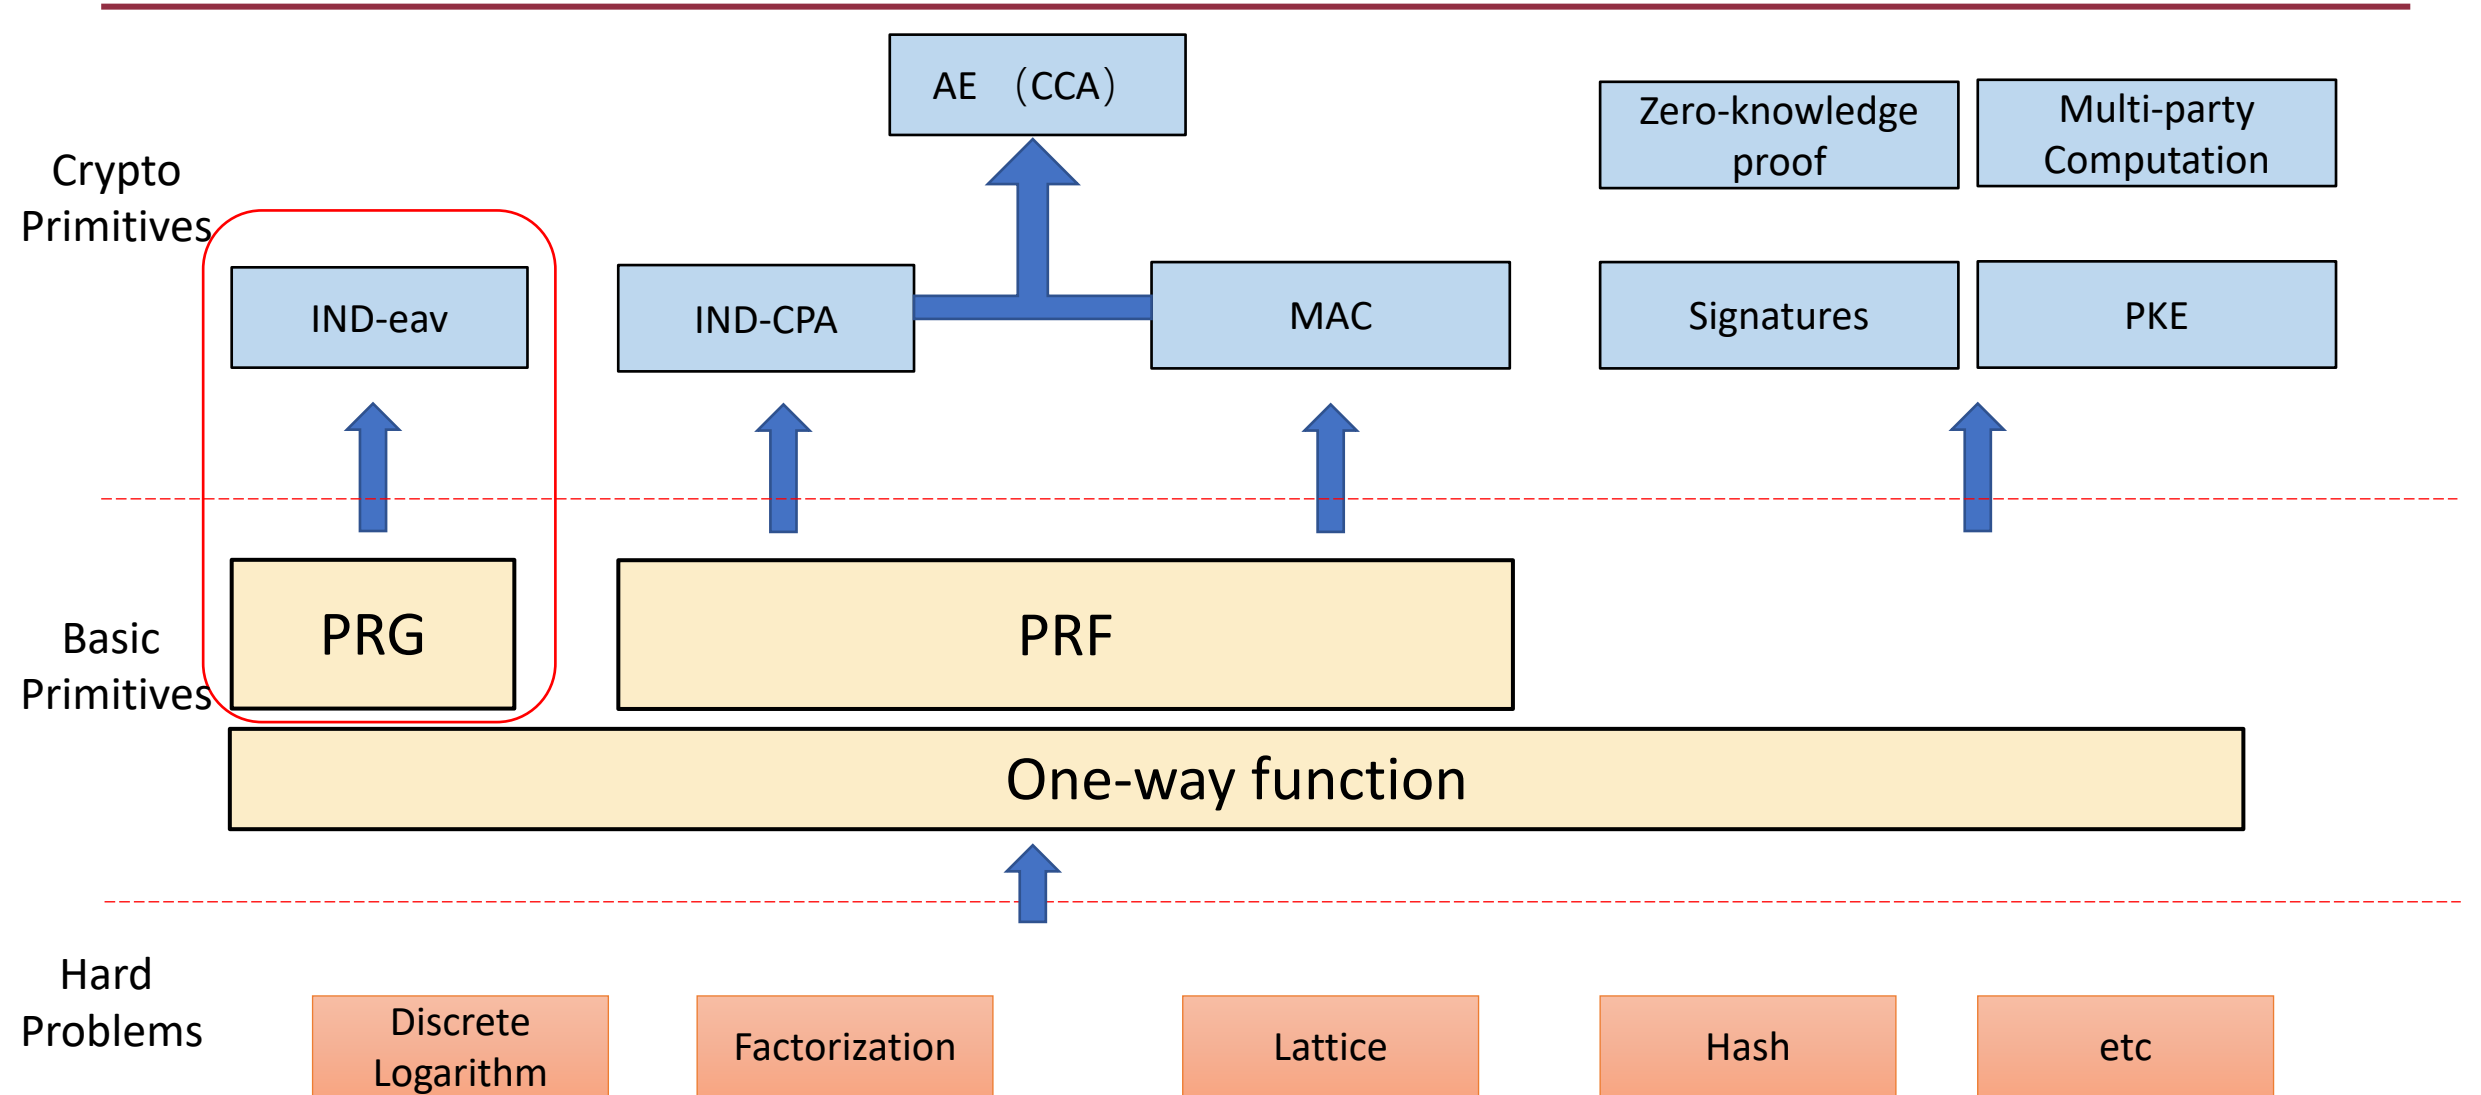 AE （CCA）
Zero-knowledge
proof
Multi-party
Computation
Crypto
Primitives
IND-eav
IND-CPA
MAC
Signatures
PKE
Basic
Primitives
PRG
PRF
One-way function
Hard
Problems
Discrete
Logarithm
Factorization
Lattice
Hash
etc